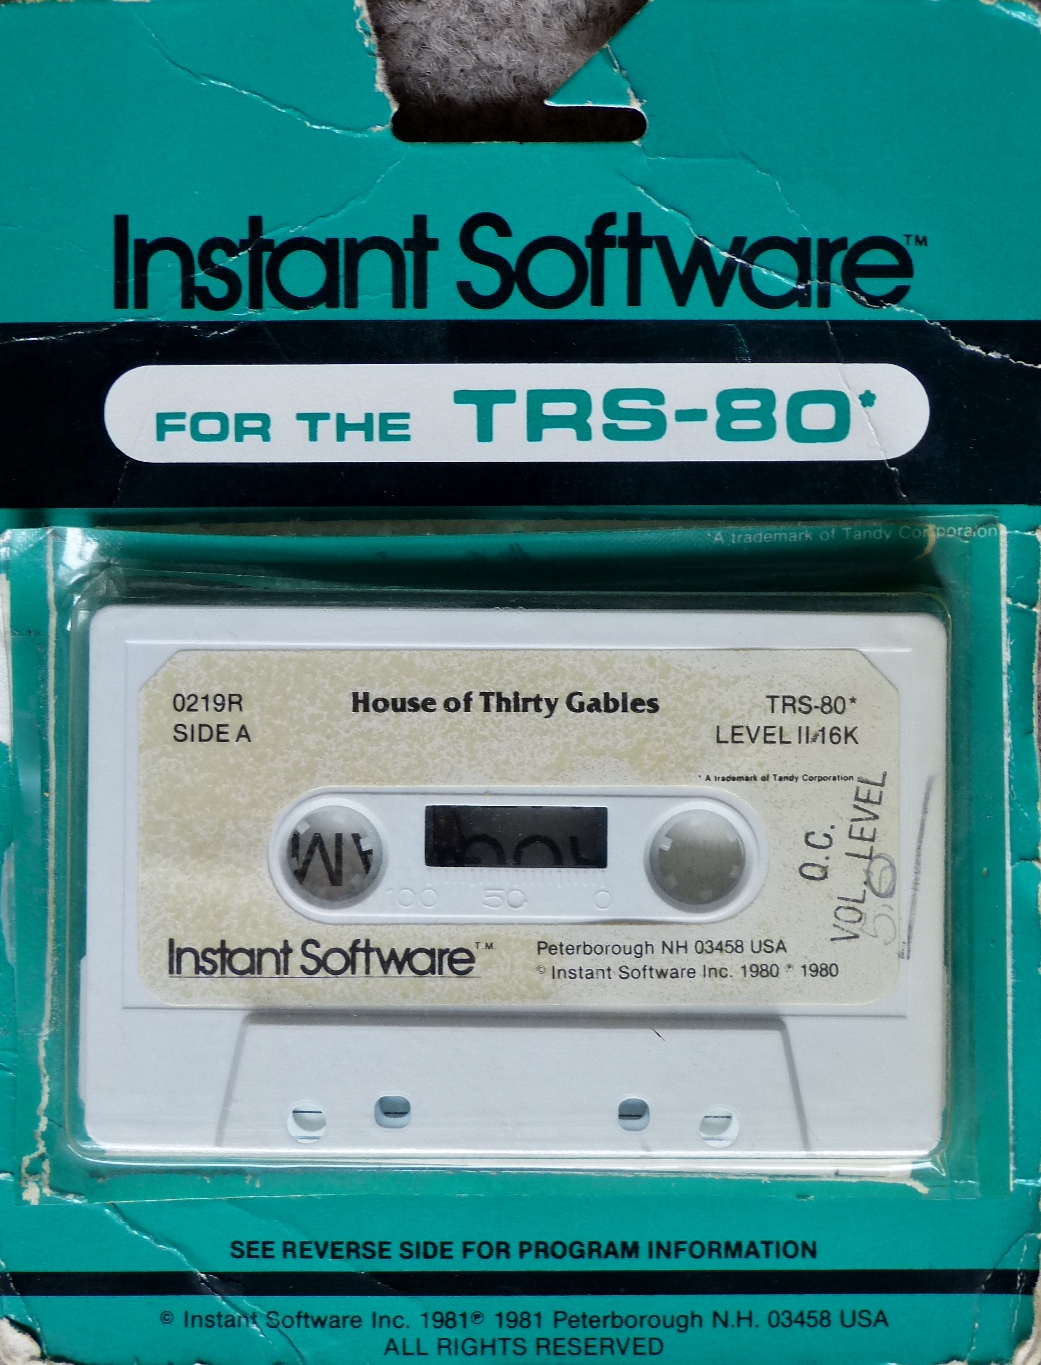 Instant Software™
FOR THE TRS-80*
*A trademark of Tandy Corporaion
0219R
SIDE A
House of Thirty Gables
TRS-80*
LEVEL II/16K
* A trademark of Tandy Corporation
Q.C.
VOL. LEVEL
5.6
100 50 0
Instant Software™
Peterborough NH 03458 USA
© Instant Software Inc. 1980 ℗ 1980
SEE REVERSE SIDE FOR PROGRAM INFORMATION
© Instant Software Inc. 1981℗ 1981 Peterborough N.H. 03458 USA
ALL RIGHTS RESERVED